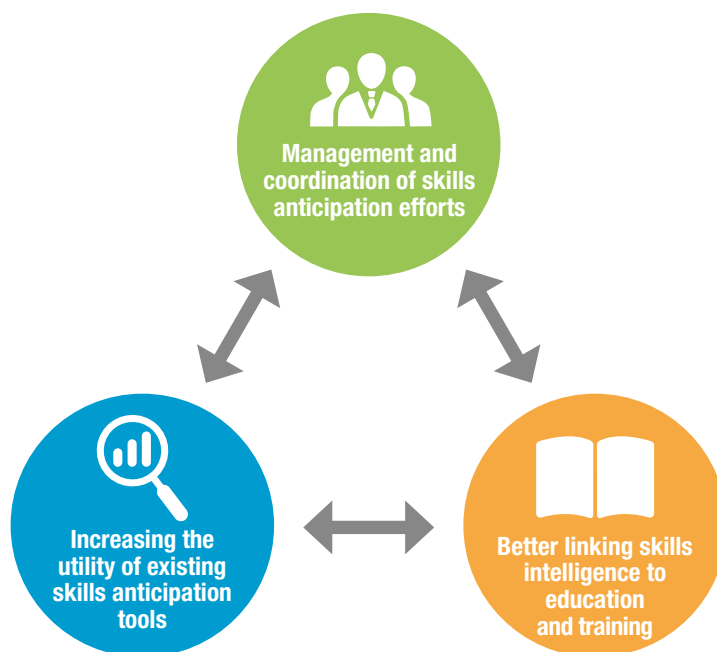 Management and
coordination of skills
anticipation efforts
Increasing the
utility of existing
skills anticipation
tools
Better linking skills
intelligence to
education
and training